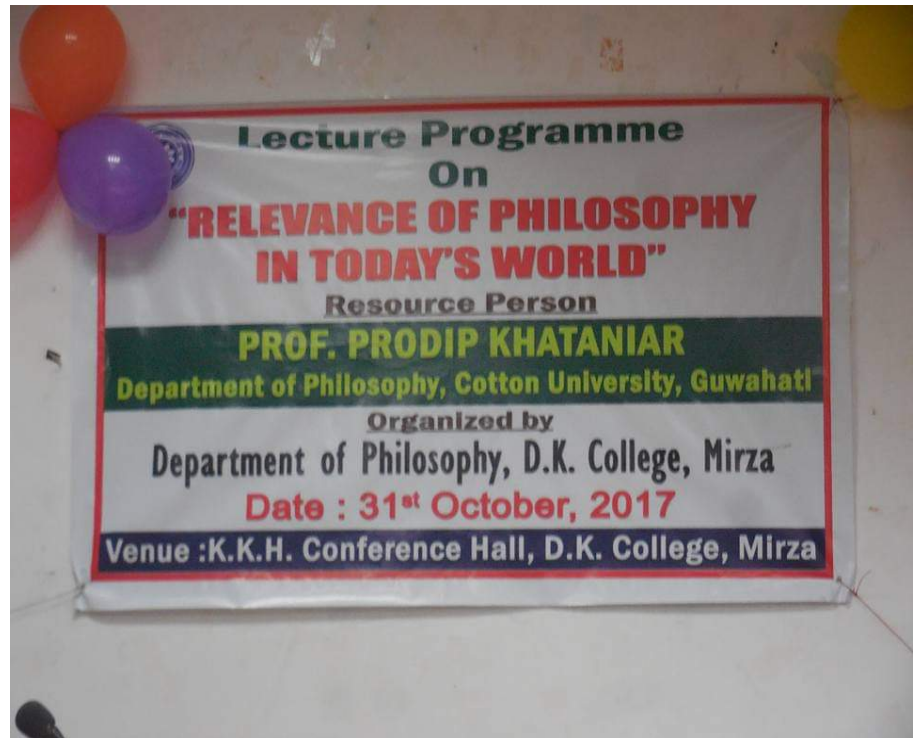 Lecture Programme
On
"RELEVANCE OF PHILOSOPHY
IN TODAY'S WORLD"
Resource Person
PROF. PRODIP KHATANIAR
Department of Philosophy, Cotton University, Guwahati
Organized by
Department of Philosophy, D.K. College, Mirza
Date : 31st October, 2017
Venue :K.K.H. Conference Hall, D.K. College, Mirza